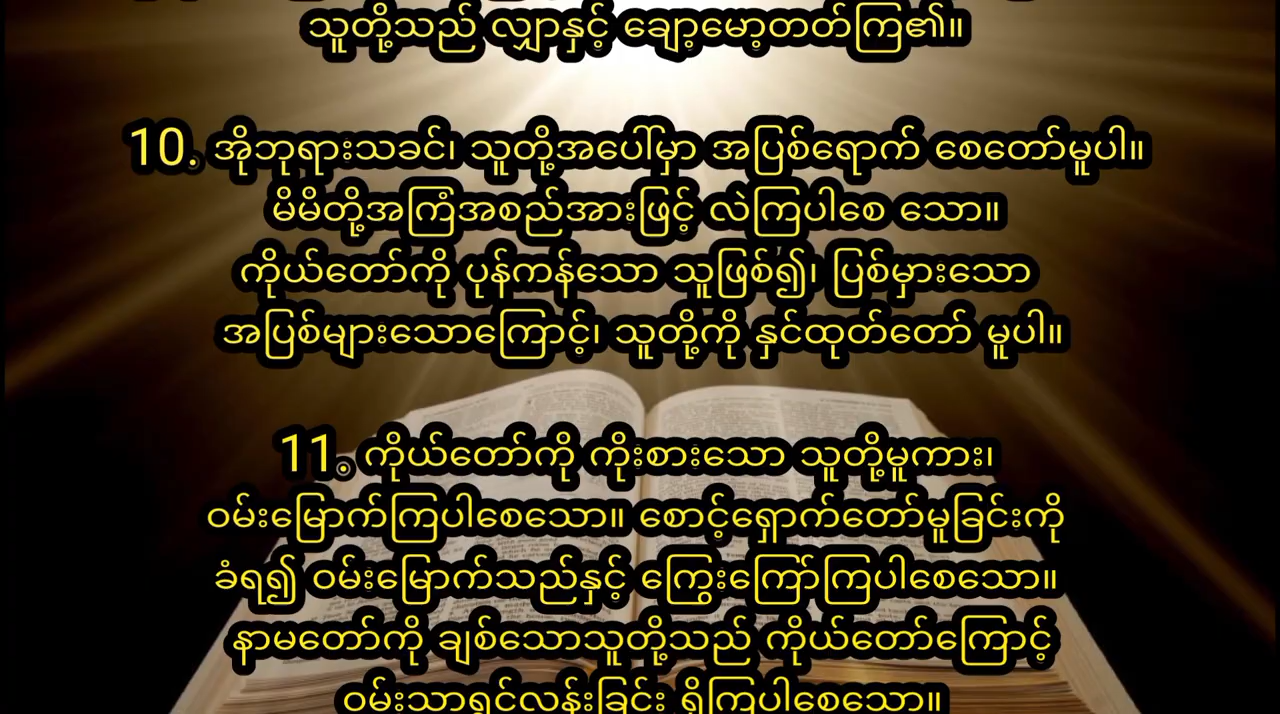 သူတို့သည် လျှာနှင့် ချော့မော့တတ်ကြ၏။
10. အိုဘုရားသခင်၊ သူတို့အပေါ်မှာ အပြစ်ရောက် စေတော်မူပါ။
မိမိတို့အကြံအစည်အားဖြင့် လဲကြပါစေ သော။
ကိုယ်တော်ကို ပုန်ကန်သော သူဖြစ်၍၊ ပြစ်မှားသော
အပြစ်များသောကြောင့်၊ သူတို့ကို နှင်ထုတ်တော် မူပါ။
11. ကိုယ်တော်ကို ကိုးစားသော သူတို့မူကား၊
ဝမ်းမြောက်ကြပါစေသော။ စောင့်ရှောက်တော်မူခြင်းကို
ခံရ၍ ဝမ်းမြောက်သည်နှင့် ကြွေးကြော်ကြပါစေသော။
နာမတော်ကို ချစ်သောသူတို့သည် ကိုယ်တော်ကြောင့်
ဝမ်းသာရွှင်လန်းခြင်း ရှိကြပါစေသော။